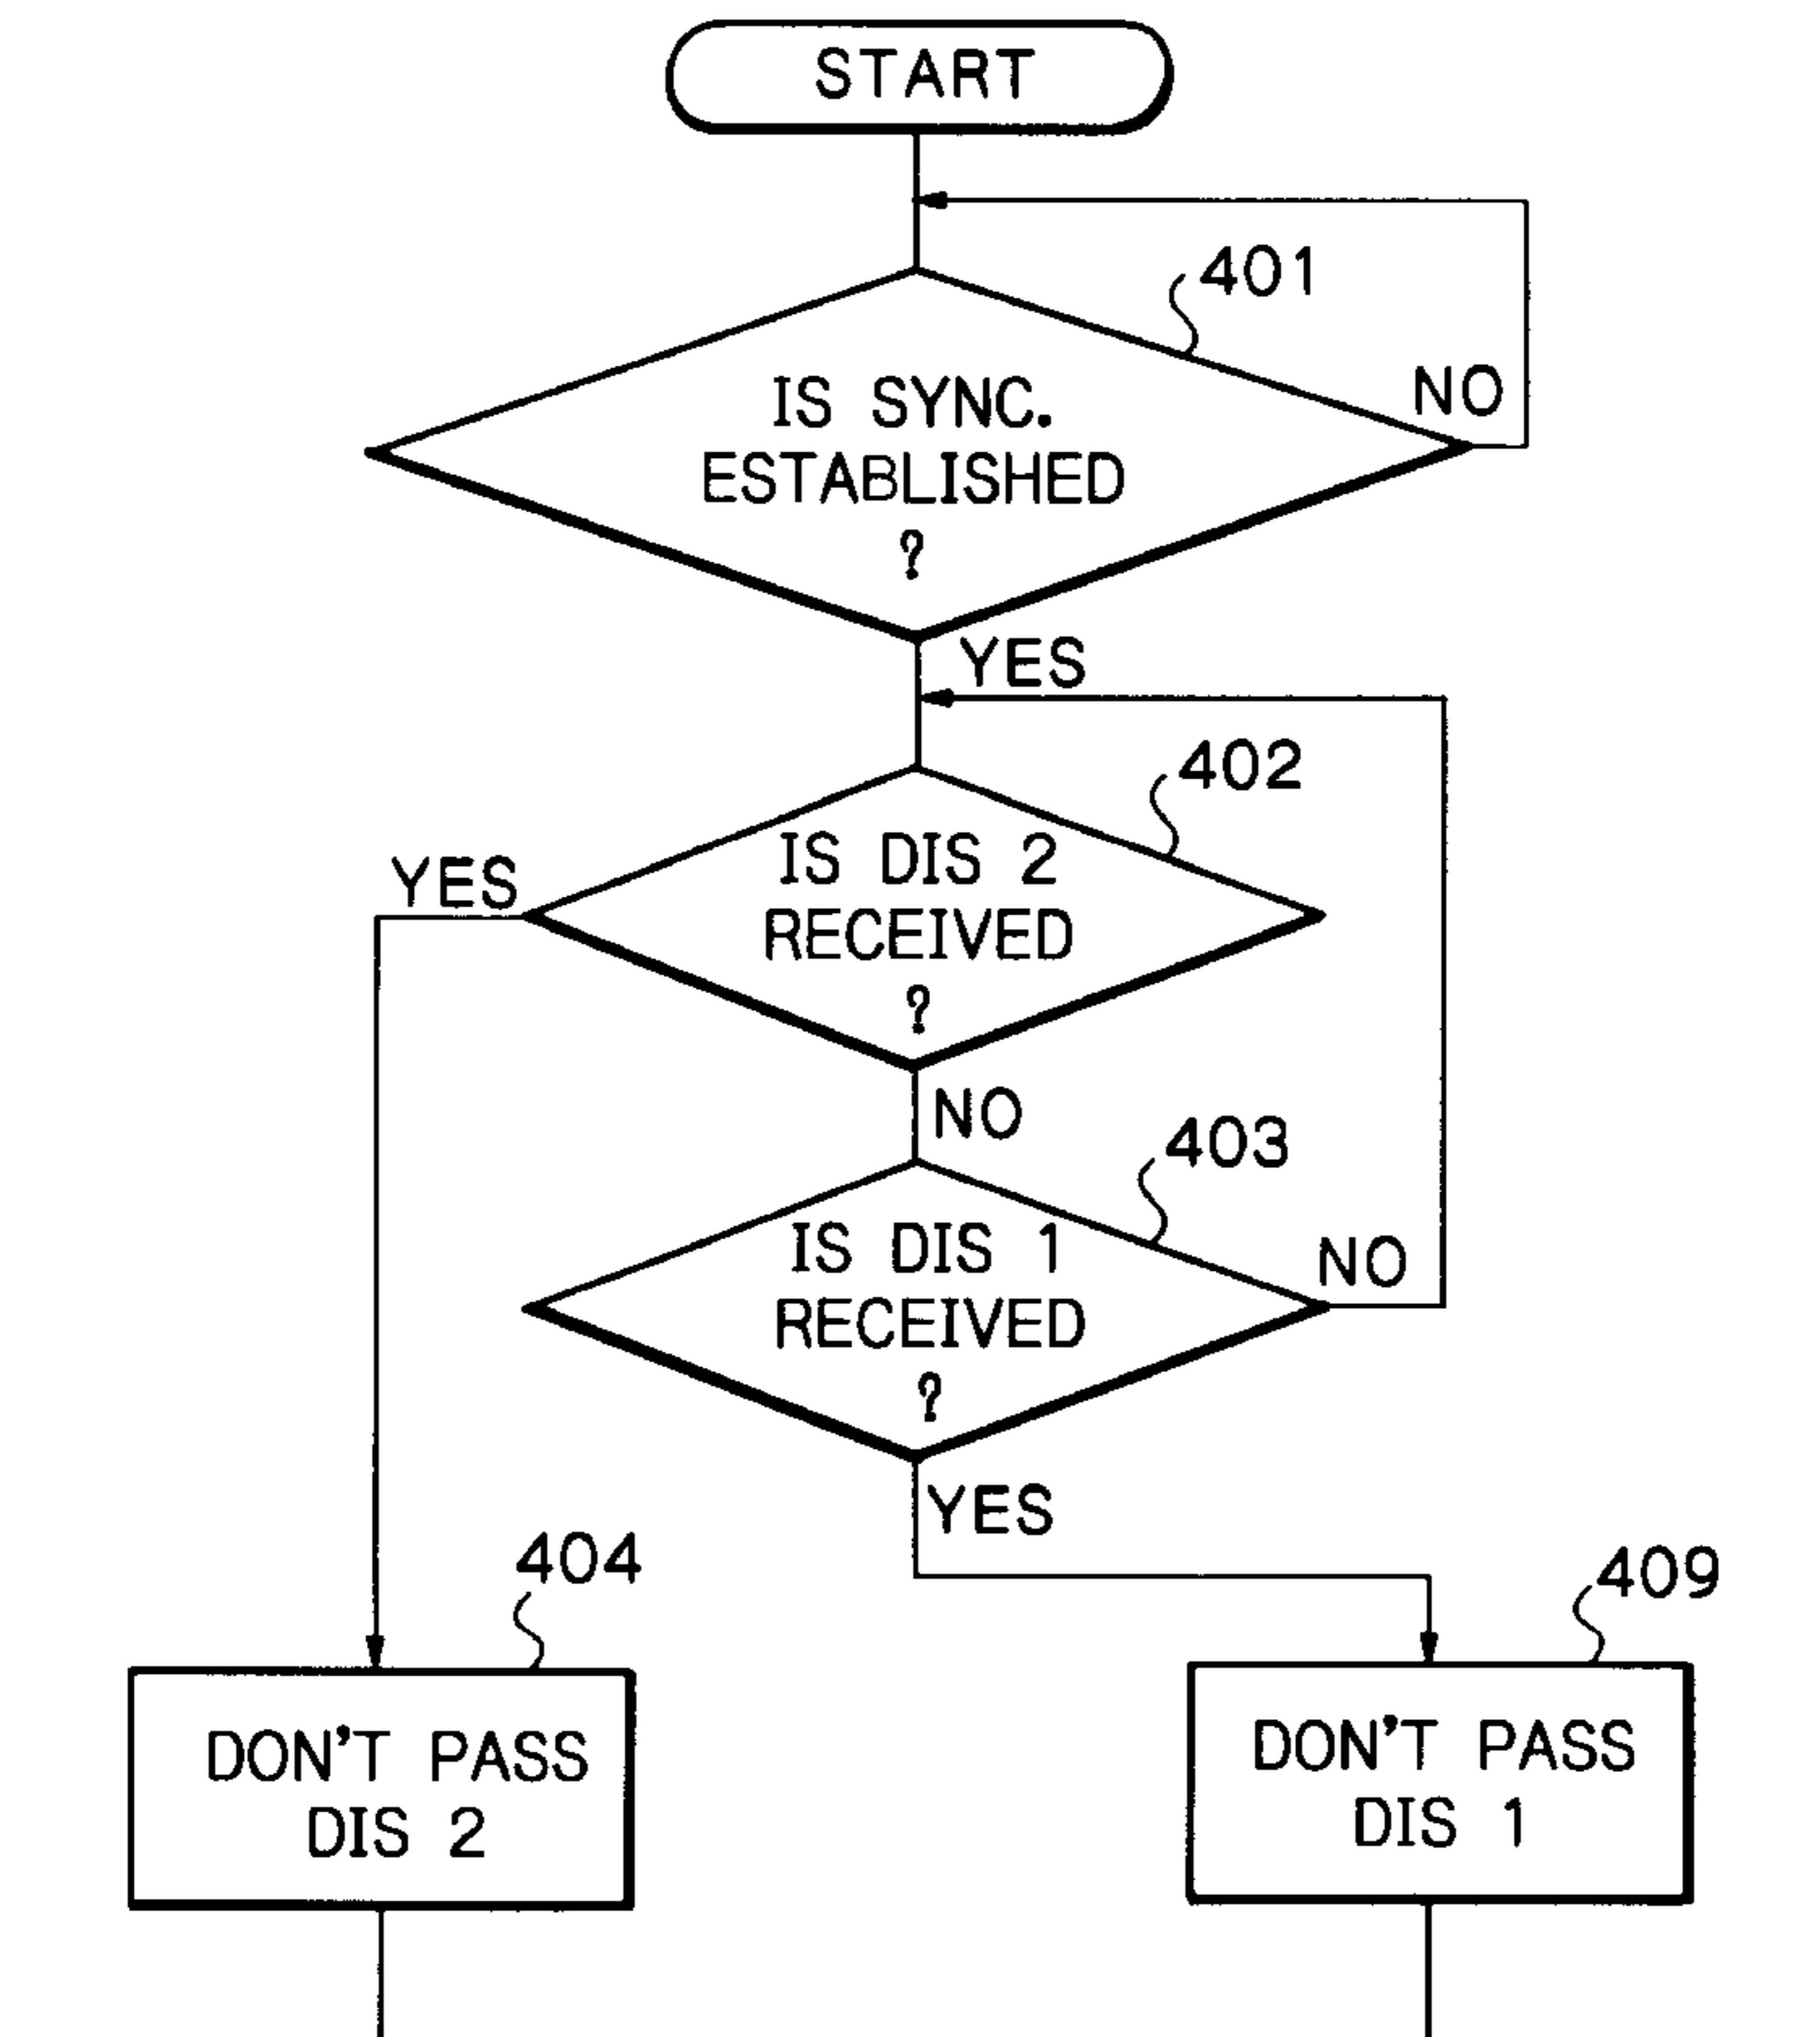 START
401
NO
IS SYNC.
ESTABLISHED
?
YES
402
IS DIS 2
RECEIVED
?
YES
NO
403
IS DIS 1
RECEIVED
?
NO
YES
404
409
DON'T PASS
DIS 2
DON'T PASS
DIS 1